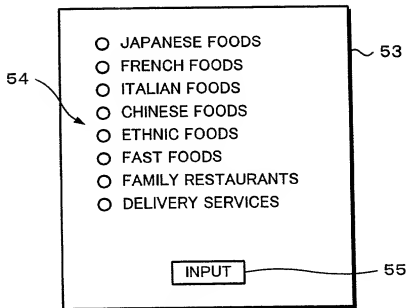 JAPANESE FOODS
53
FRENCH FOODS
54
ITALIAN FOODS
CHINESE FOODS
ETHNIC FOODS
FAST FOODS
FAMILY RESTAURANTS
DELIVERY SERVICES
INPUT
55